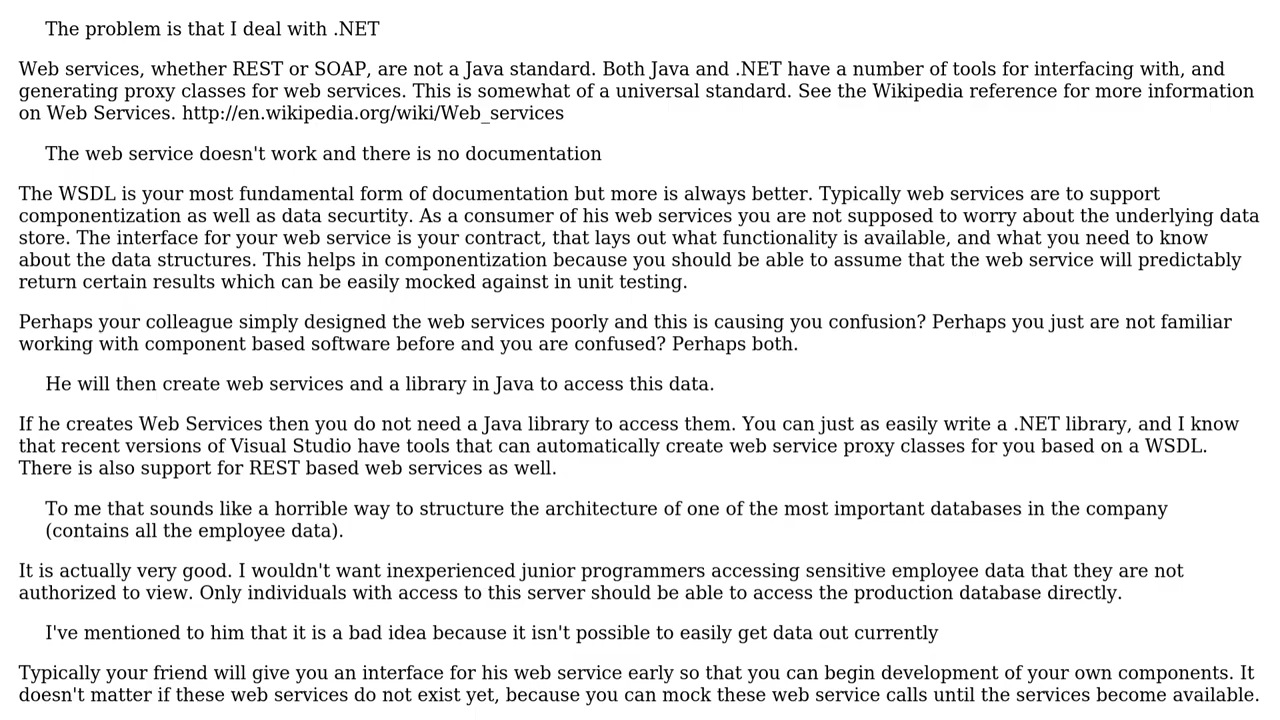 The problem is that I deal with .NET
Web services, whether REST or SOAP, are not a Java standard. Both Java and .NET have a number of tools for interfacing with, and
generating proxy classes for web services. This is somewhat of a universal standard. See the Wikipedia reference for more information
on Web Services. http://en.wikipedia.org/wiki/Web_services
The web service doesn't work and there is no documentation
The WSDL is your most fundamental form of documentation but more is always better. Typically web services are to support
componentization as well as data securtity. As a consumer of his web services you are not supposed to worry about the underlying data
store. The interface for your web service is your contract, that lays out what functionality is available, and what you need to know
about the data structures. This helps in componentization because you should be able to assume that the web service will predictably
return certain results which can be easily mocked against in unit testing.
Perhaps your colleague simply designed the web services poorly and this is causing you confusion? Perhaps you just are not familiar
working with component based software before and you are confused? Perhaps both.
He will then create web services and a library in Java to access this data.
If he creates Web Services then you do not need a Java library to access them. You can just as easily write a .NET library, and I know
that recent versions of Visual Studio have tools that can automatically create web service proxy classes for you based on a WSDL.
There is also support for REST based web services as well.
To me that sounds like a horrible way to structure the architecture of one of the most important databases in the company
(contains all the employee data).
It is actually very good. I wouldn't want inexperienced junior programmers accessing sensitive employee data that they are not
authorized to view. Only individuals with access to this server should be able to access the production database directly.
I've mentioned to him that it is a bad idea because it isn't possible to easily get data out currently
Typically your friend will give you an interface for his web service early so that you can begin development of your own components. It
doesn't matter if these web services do not exist yet, because you can mock these web service calls until the services become available.